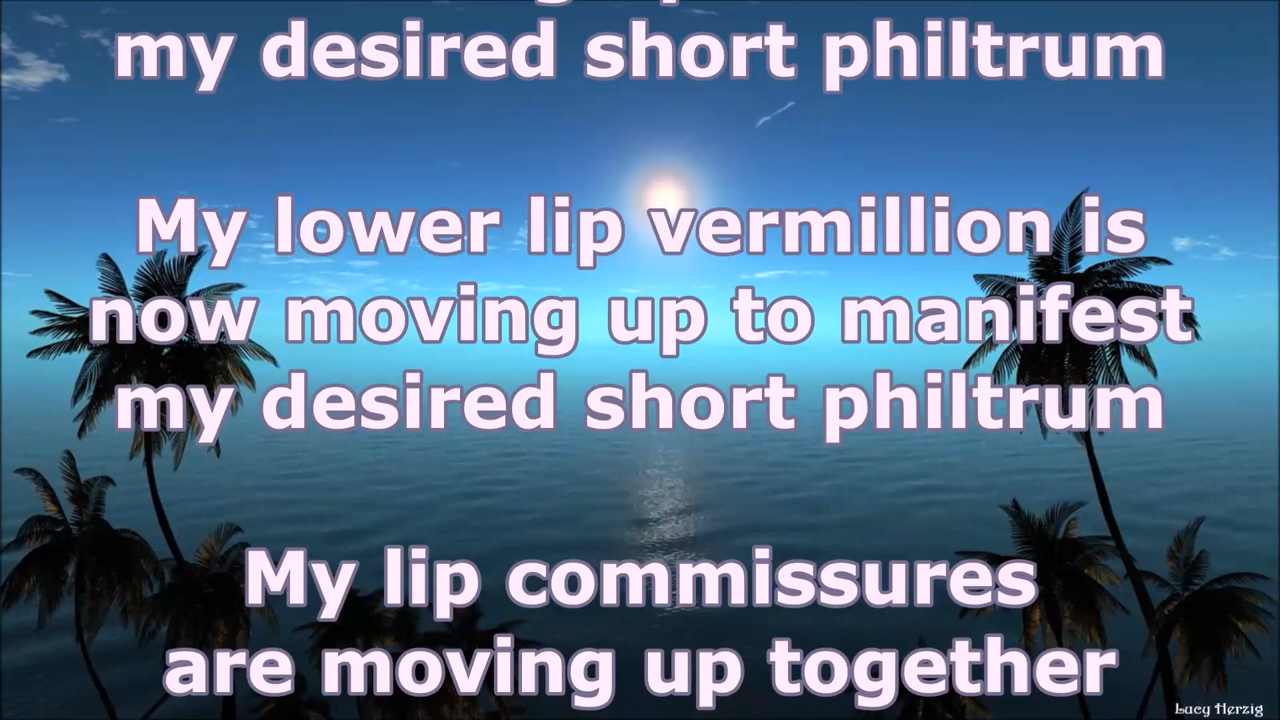 my desired short philtrum
My lower lip vermillion is
now moving up to manifest
my desired short philtrum
My lip commissures
are moving up together
Lucy Herzig